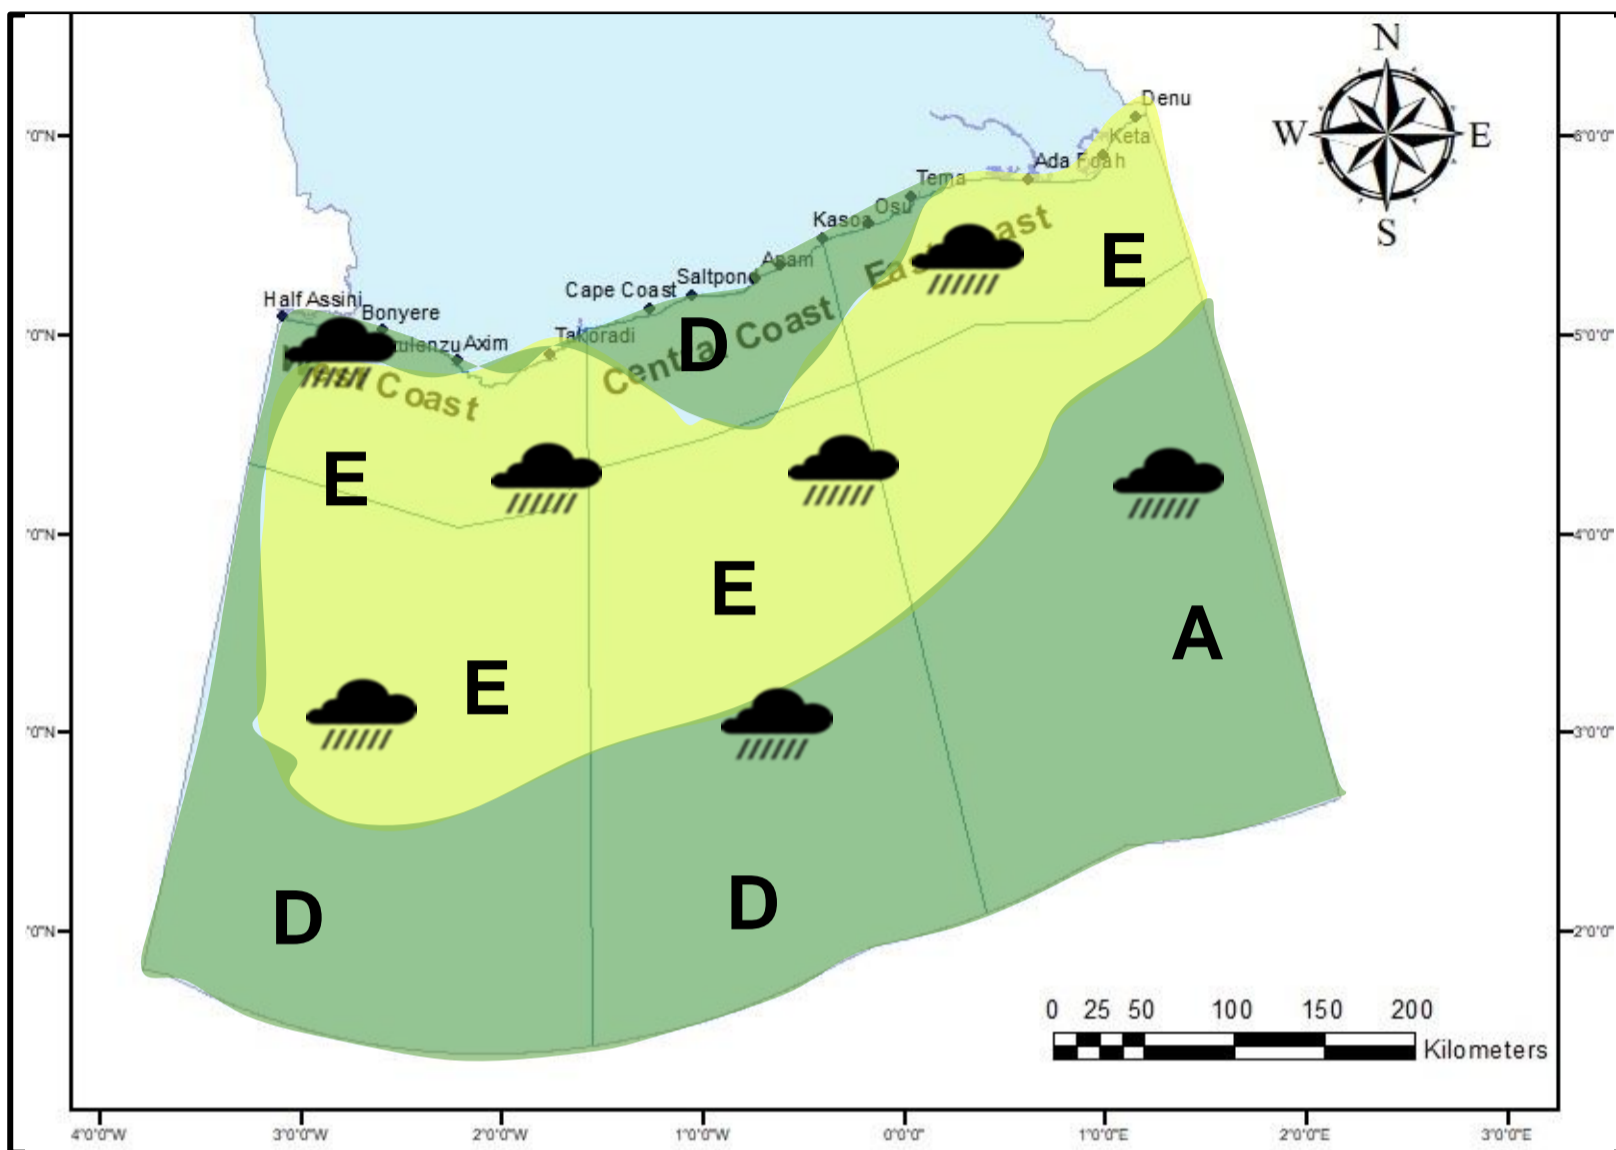 N
W E
S
Denu
Keta
Ada Foah
Tema
Osu
Kasoa
Apam
Saltpond
Cape Coast
Takoradi
Half Assini
Bonyere
Axim
West Coast
Central Coast
East Coast
D
E
E
E
E
A
D
D
6°0'0"
5°0'0"
4°0'0"
3°0'0"
2°0'0"
0 25 50 100 150 200
Kilometers
4°0'0"W 3°0'0"W 2°0'0"W 1°0'0"W 0°0'0" 1°0'0"E 2°0'0"E 3°0'0"E